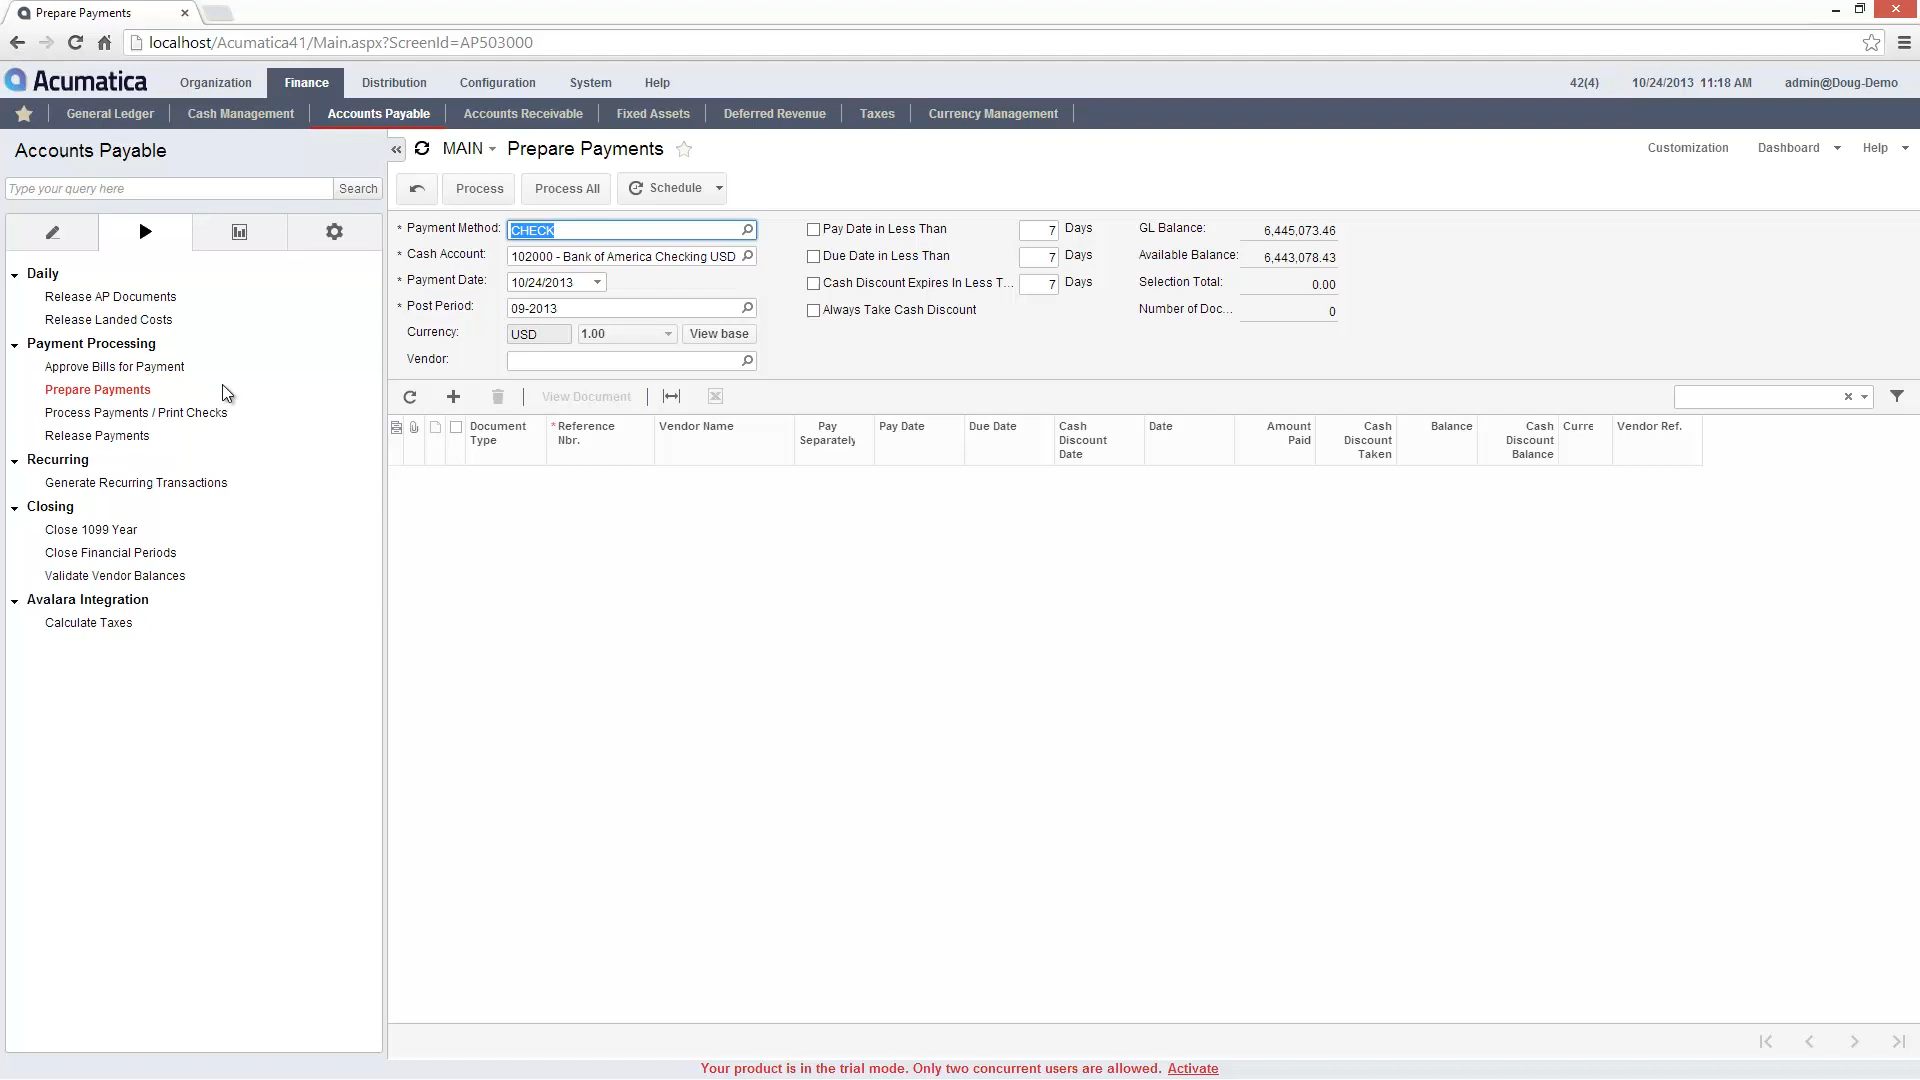 Prepare Payments
localhost/Acumatica41/Main.aspx?ScreenId=AP503000
Acumatica Organization Finance Distribution Configuration System Help 42(4) 10/24/2013 11:18 AM admin@Doug-Demo
General Ledger Cash Management Accounts Payable Accounts Receivable Fixed Assets Deferred Revenue Taxes Currency Management
Accounts Payable
Type your query here Search
Daily
Release AP Documents
Release Landed Costs
Payment Processing
Approve Bills for Payment
Prepare Payments
Process Payments / Print Checks
Release Payments
Recurring
Generate Recurring Transactions
Closing
Close 1099 Year
Close Financial Periods
Validate Vendor Balances
Avalara Integration
Calculate Taxes
MAIN Prepare Payments Customization Dashboard Help
Process Process All Schedule
* Payment Method: CHECK
* Cash Account: 102000 - Bank of America Checking USD
* Payment Date: 10/24/2013
* Post Period: 09-2013
Currency: USD 1.00 View base
Vendor:
Pay Date in Less Than 7 Days
Due Date in Less Than 7 Days
Cash Discount Expires In Less T... 7 Days
Always Take Cash Discount
GL Balance: 6,445,073.46
Available Balance: 6,443,078.43
Selection Total: 0.00
Number of Doc... 0
View Document
Document Type
* Reference Nbr.
Vendor Name
Pay Separately
Pay Date
Due Date
Cash Discount Date
Date
Amount Paid
Cash Discount Taken
Balance
Cash Discount Balance
Curre
Vendor Ref.
Your product is in the trial mode. Only two concurrent users are allowed. Activate